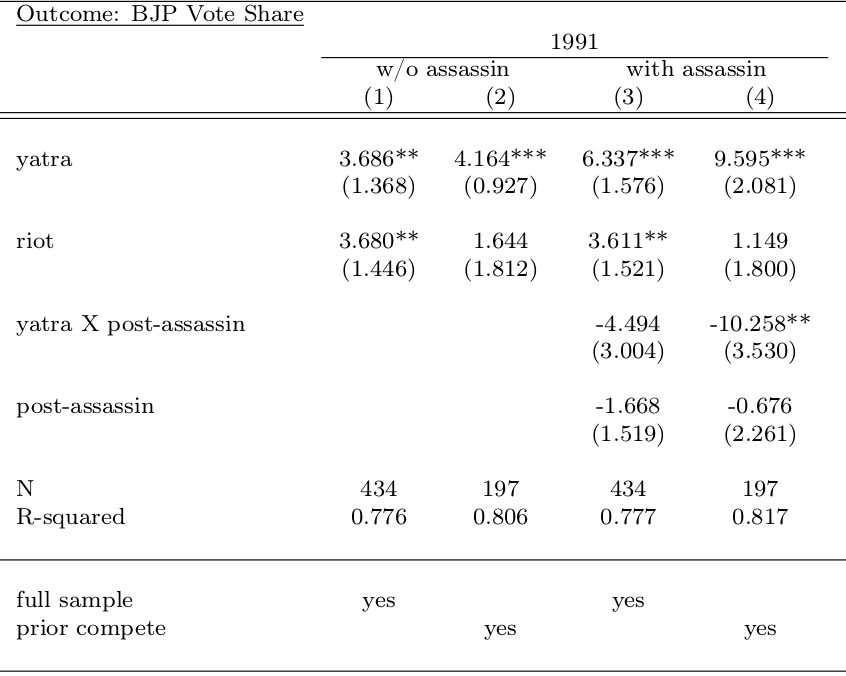 Outcome: BJP Vote Share
1991
w/o assassin with assassin
(1) (2) (3) (4)
yatra 3.686** 4.164*** 6.337*** 9.595***
(1.368) (0.927) (1.576) (2.081)
riot 3.680** 1.644 3.611** 1.149
(1.446) (1.812) (1.521) (1.800)
yatra X post-assassin -4.494 -10.258**
(3.004) (3.530)
post-assassin -1.668 -0.676
(1.519) (2.261)
N 434 197 434 197
R-squared 0.776 0.806 0.777 0.817
full sample yes yes
prior compete yes yes